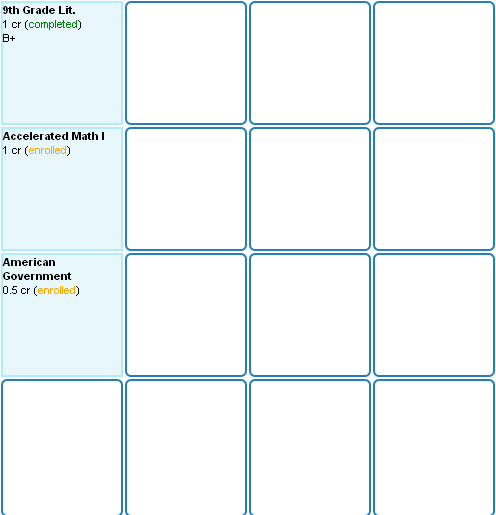 9th Grade Lit.
1 cr (completed)
B+
Accelerated Math I
1 cr (enrolled)
American
Government
0.5 cr (enrolled)